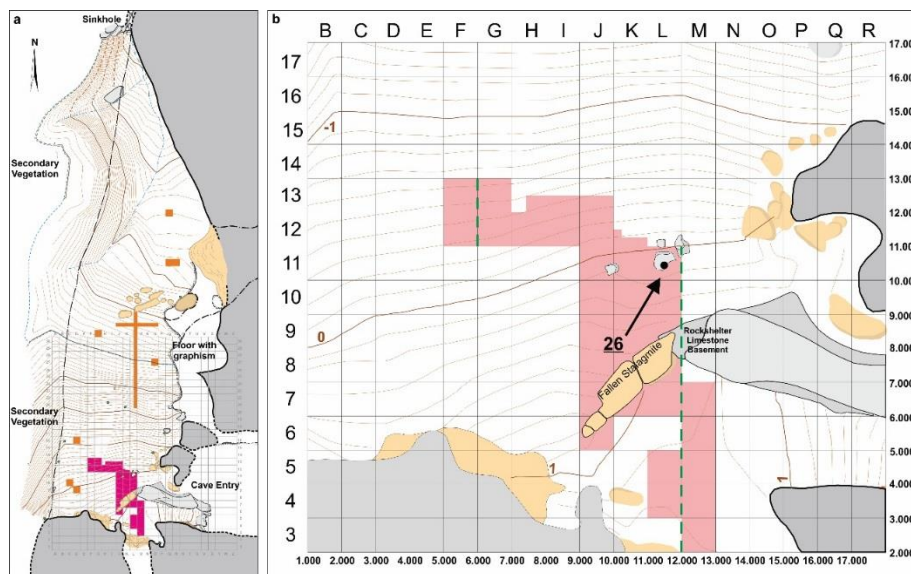 a
Sinkhole
N
Secondary
Vegetation
Floor with
graphism
Secondary
Vegetation
Cave Entry
b
B C D E F G H I J K L M N O P Q R
17
16
15
14
13
12
11
10
9
8
7
6
5
4
3
-1
0
1
1
26
Fallen Stalagmite
Rockshelter
Limestone
Basement
17.000
16.000
15.000
14.000
13.000
12.000
11.000
10.000
9.000
8.000
7.000
6.000
5.000
4.000
3.000
2.000
1.000 2.000 3.000 4.000 5.000 6.000 7.000 8.000 9.000 10.000 11.000 12.000 13.000 14.000 15.000 16.000 17.000